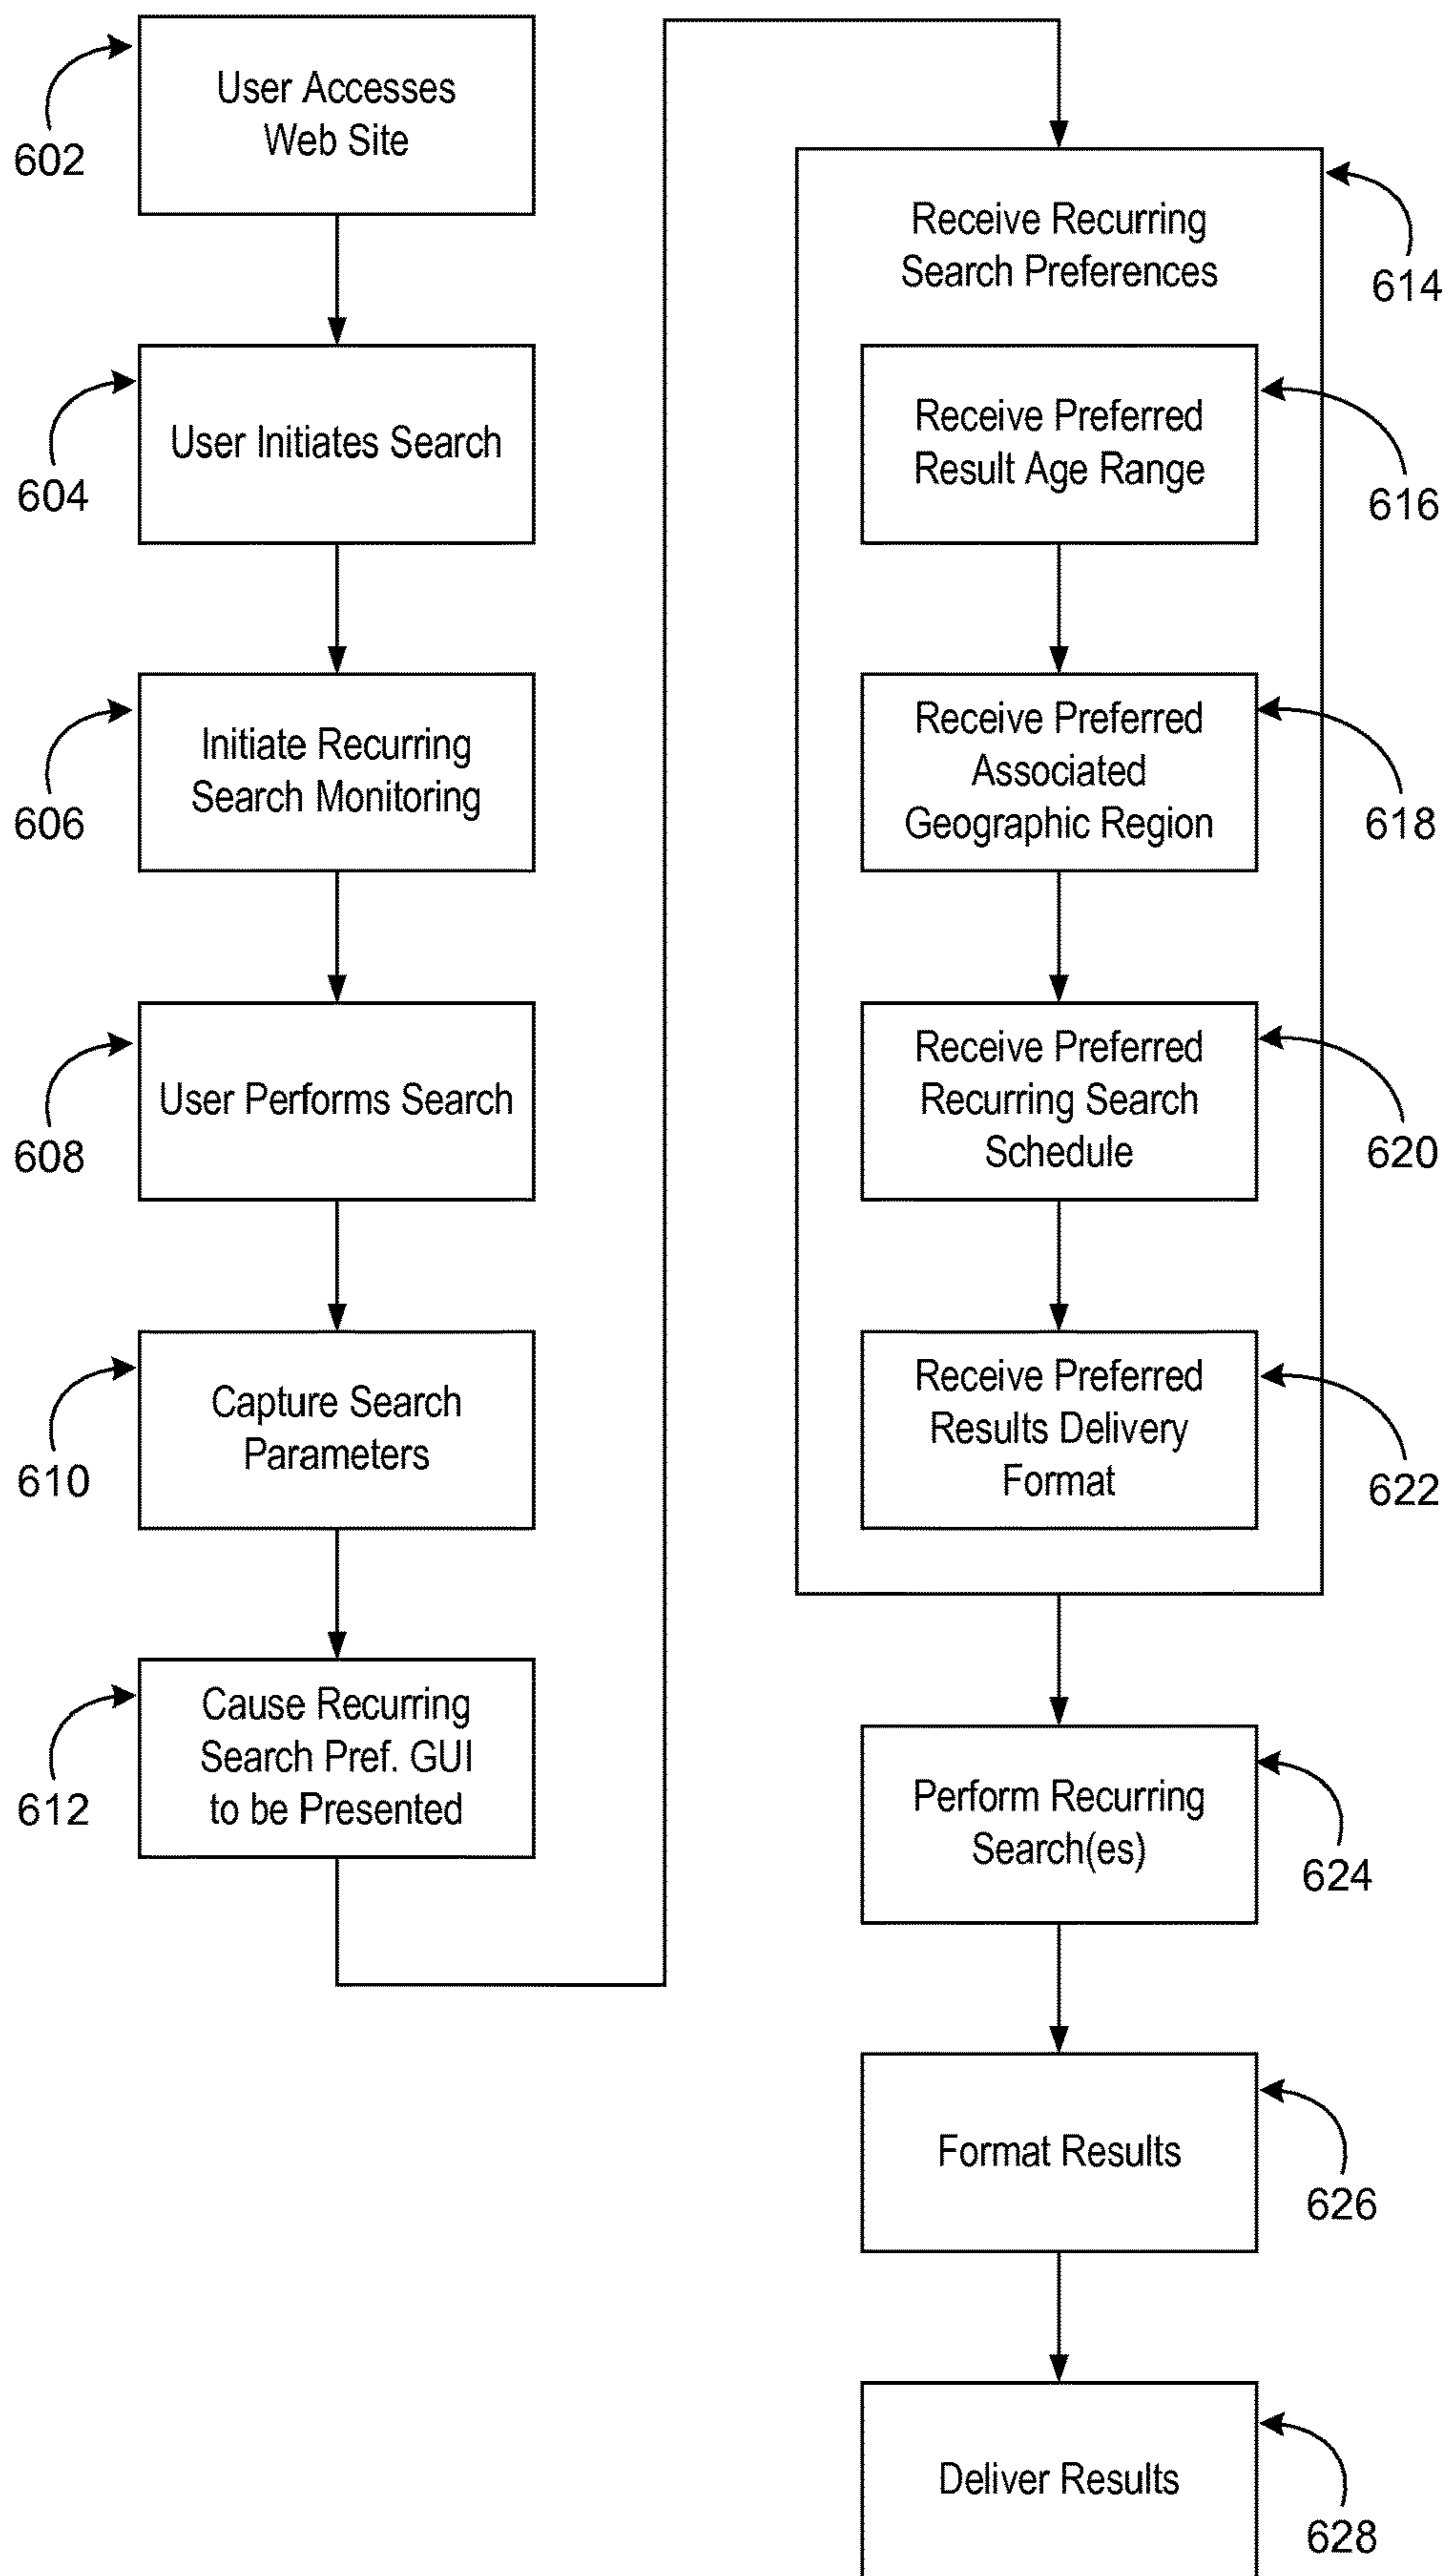 User Accesses
Web Site
602
User Initiates Search
604
Initiate Recurring
Search Monitoring
606
User Performs Search
608
Capture Search
Parameters
610
Cause Recurring
Search Pref. GUI
to be Presented
612
Receive Recurring
Search Preferences
614
Receive Preferred
Result Age Range
616
Receive Preferred
Associated
Geographic Region
618
Receive Preferred
Recurring Search
Schedule
620
Receive Preferred
Results Delivery
Format
622
Perform Recurring
Search(es)
624
Format Results
626
Deliver Results
628